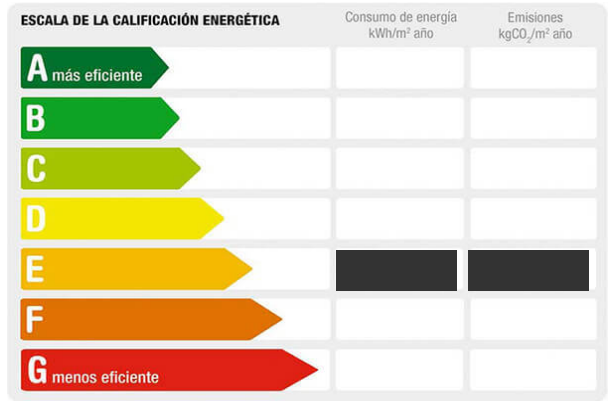 ESCALA DE LA CALIFICACIÓN ENERGÉTICA
Consumo de energía
kWh/m² año
Emisiones
kgCO₂/m² año
A más eficiente
B
C
D
E
F
G menos eficiente